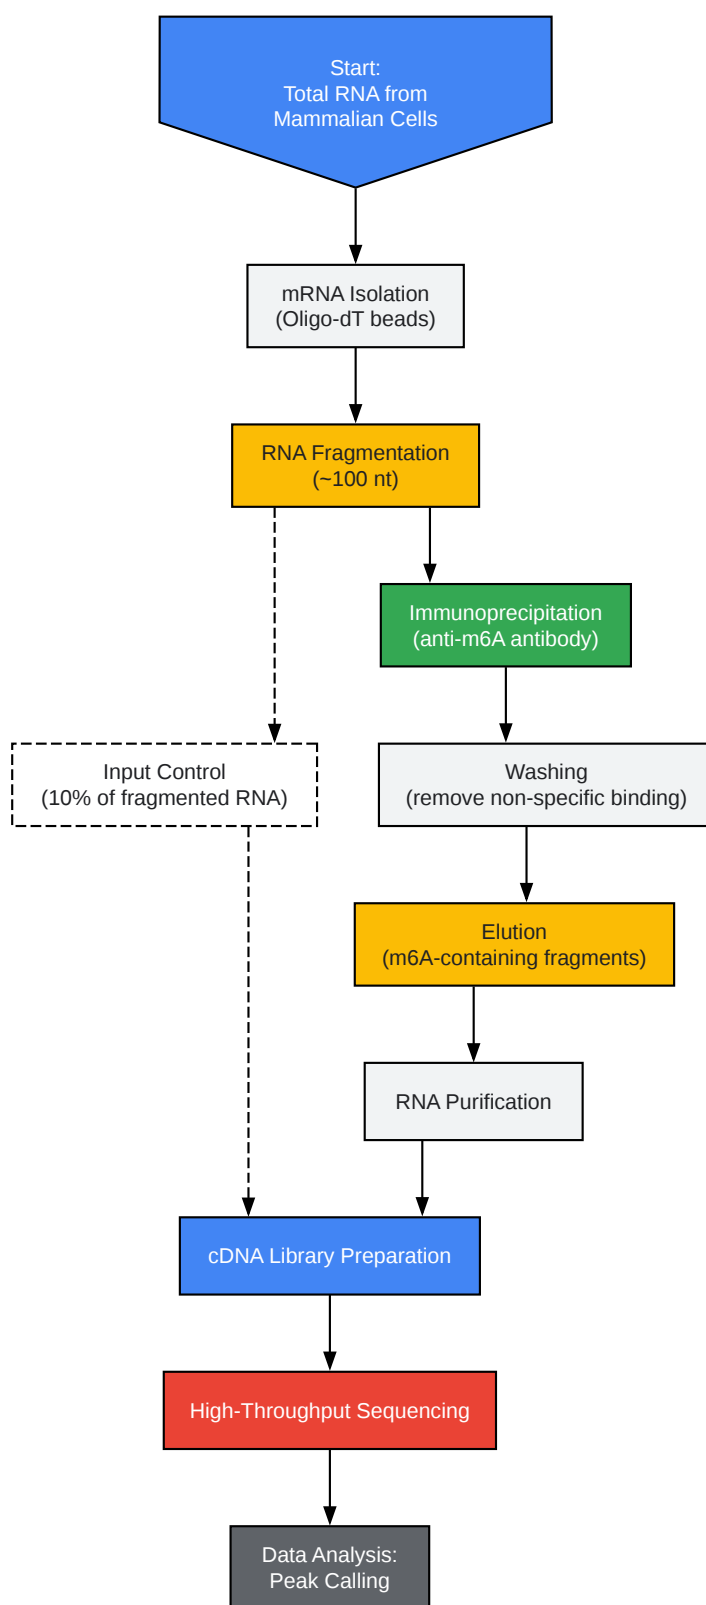 Start:
Total RNA from
Mammalian Cells
mRNA Isolation
(Oligo-dT beads)
RNA Fragmentation
(~100 nt)
Immunoprecipitation
(anti-m6A antibody)
Input Control
(10% of fragmented RNA)
Washing
(remove non-specific binding)
Elution
(m6A-containing fragments)
RNA Purification
cDNA Library Preparation
High-Throughput Sequencing
Data Analysis:
Peak Calling